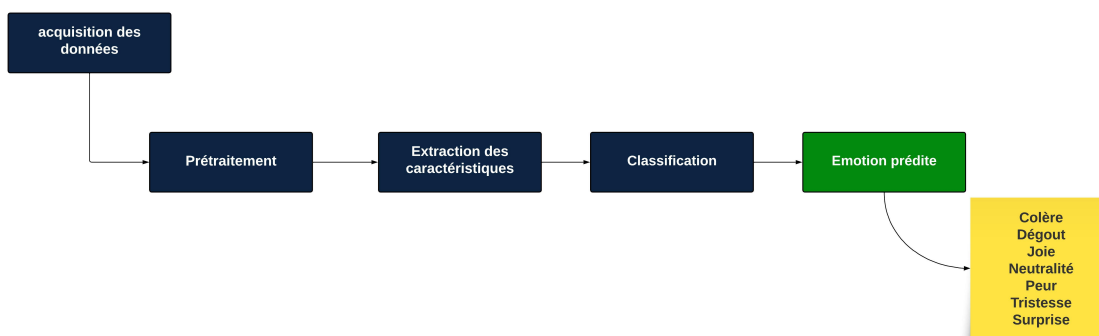 acquisition des
données
Prétraitement
Extraction des
caractéristiques
Classification
Emotion prédite
Colère
Dégout
Joie
Neutralité
Peur
Tristesse
Surprise